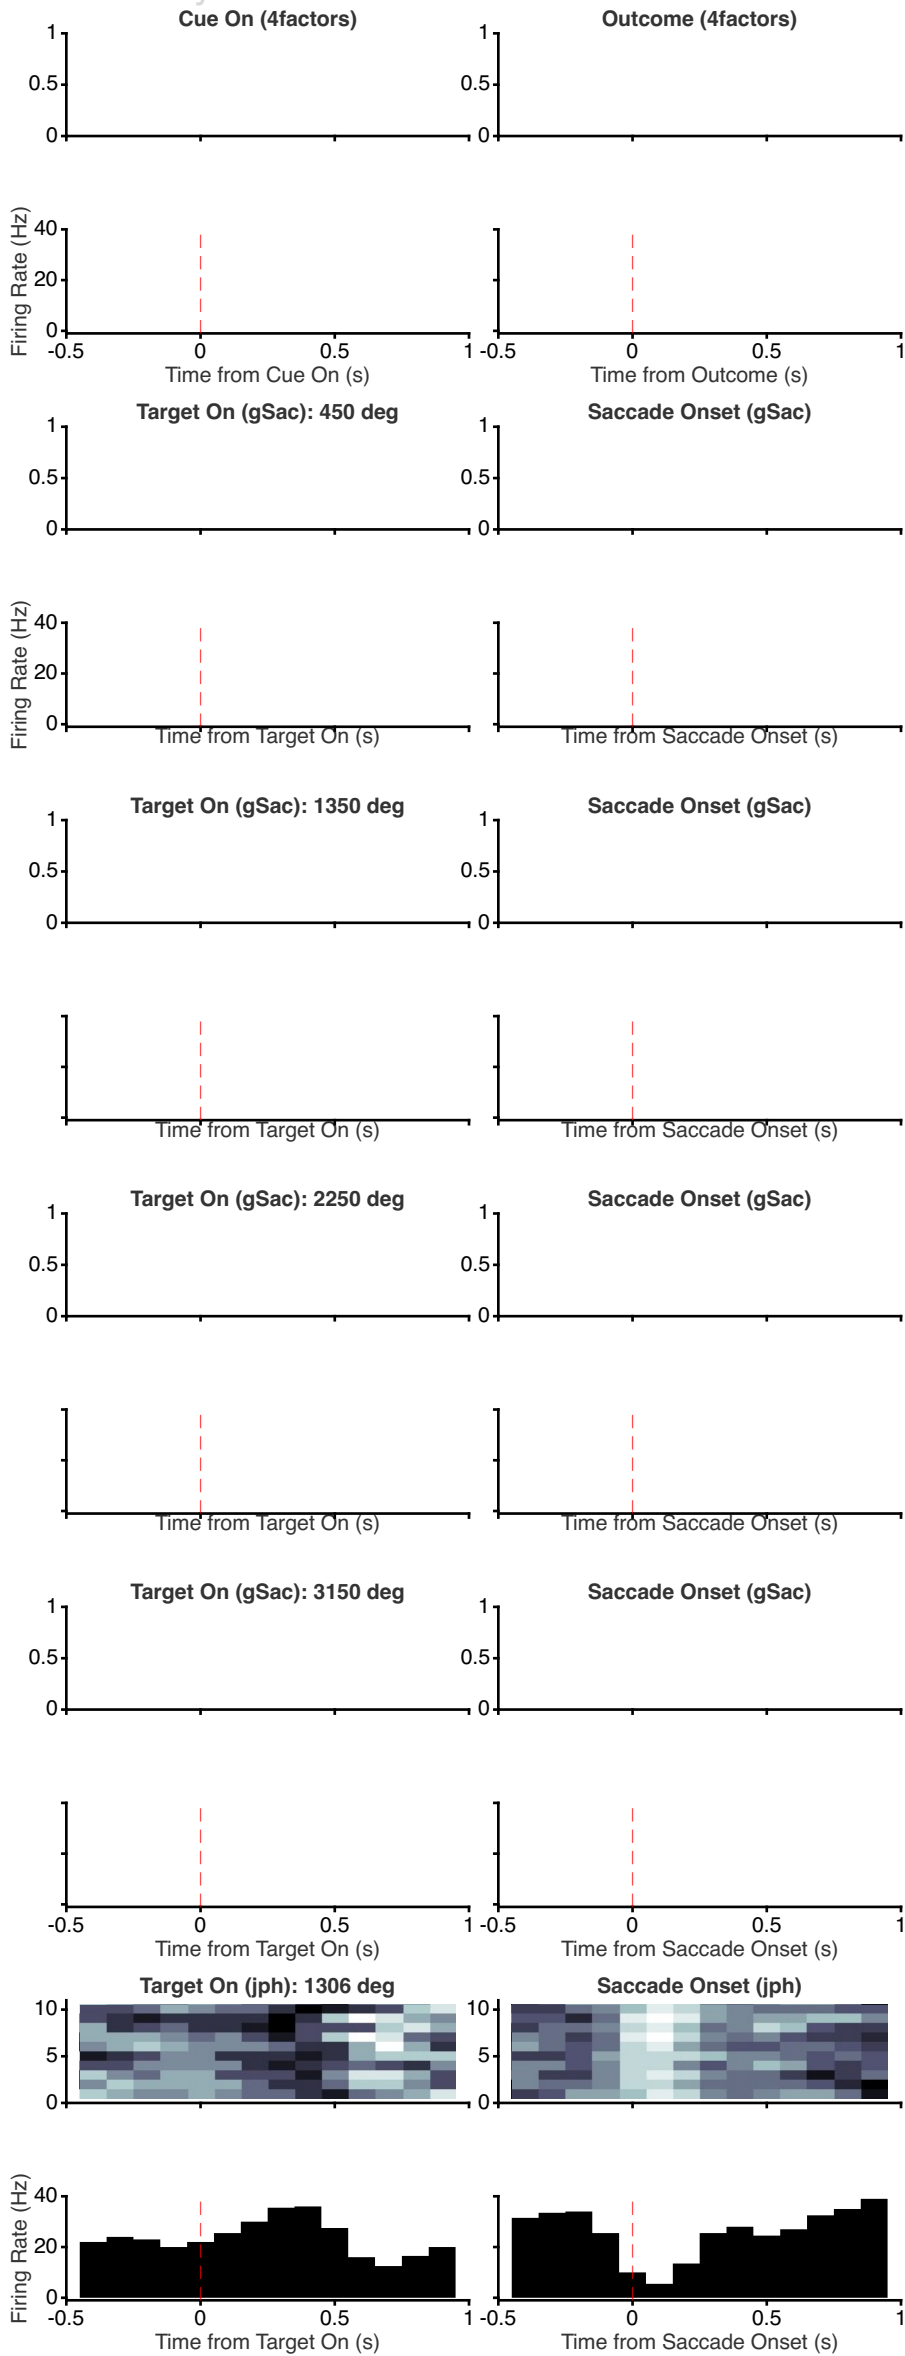 Cue On (4factors) Outcome (4factors)
1 1
0.5 0.5
0 0
Firing Rate (Hz)
40
20
0
-0.5 0 0.5 1 -0.5 0 0.5 1
Time from Cue On (s) Time from Outcome (s)
Target On (gSac): 450 deg Saccade Onset (gSac)
1 1
0.5 0.5
0 0
Firing Rate (Hz)
40
20
0
Time from Target On (s) Time from Saccade Onset (s)
Target On (gSac): 1350 deg Saccade Onset (gSac)
1 1
0.5 0.5
0 0
Time from Target On (s) Time from Saccade Onset (s)
Target On (gSac): 2250 deg Saccade Onset (gSac)
1 1
0.5 0.5
0 0
Time from Target On (s) Time from Saccade Onset (s)
Target On (gSac): 3150 deg Saccade Onset (gSac)
1 1
0.5 0.5
0 0
-0.5 0 0.5 1 -0.5 0 0.5 1
Time from Target On (s) Time from Saccade Onset (s)
Target On (jph): 1306 deg Saccade Onset (jph)
10 10
5 5
0 0
Firing Rate (Hz)
40
20
0
-0.5 0 0.5 1 -0.5 0 0.5 1
Time from Target On (s) Time from Saccade Onset (s)